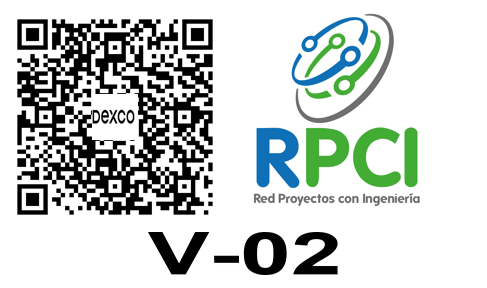 Dexco
RPCI
Red Proyectos con Ingeniería
V-02